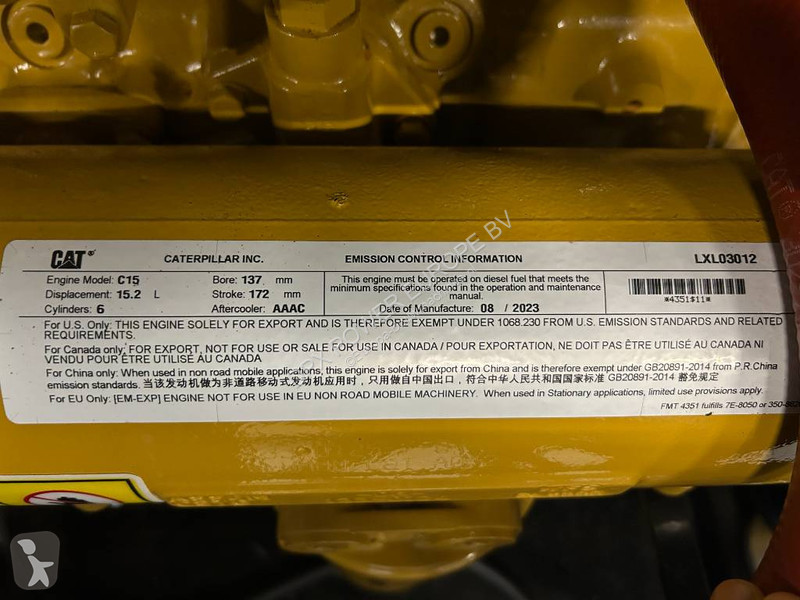 CAT® CATERPILLAR INC. EMISSION CONTROL INFORMATION LXL03012
Engine Model: C15 Bore: 137 mm
Displacement: 15.2 L Stroke: 172 mm
Cylinders: 6 Aftercooler: AAAC
This engine must be operated on diesel fuel that meets the
minimum specifications found in the operation and maintenance
manual.
Date of Manufacture: 08 / 2023
*4351$11*
For U.S. Only: THIS ENGINE SOLELY FOR EXPORT AND IS THEREFORE EXEMPT UNDER 1068.230 FROM U.S. EMISSION STANDARDS AND RELATED
REQUIREMENTS.
For Canada only: FOR EXPORT, NOT FOR USE OR SALE FOR USE IN CANADA / POUR EXPORTATION, NE DOIT PAS ÊTRE UTILISÉ AU CANADA NI
VENDU POUR ÊTRE UTILISÉ AU CANADA
For China only: When used in non road mobile applications, this engine is solely for export from China and is therefore exempt under GB20891-2014 from P.R.China
emission standards. 当该发动机做为非道路移动式发动机应用时，只用做自中国出口，符合中华人民共和国国家标准 GB20891-2014 豁免规定
For EU Only: [EM-EXP] ENGINE NOT FOR USE IN EU NON ROAD MOBILE MACHINERY. When used in Stationary applications, limited use provisions apply.
FMT 4351 fulfills 7E-8050 or
CAT